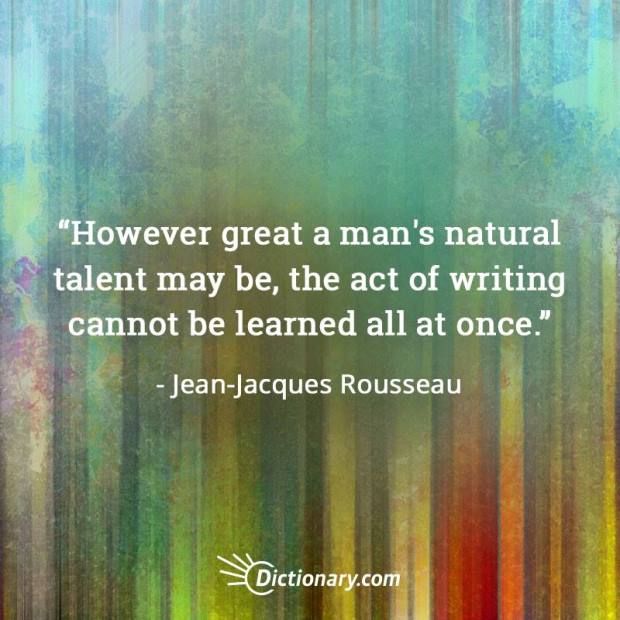 “However great a man's natural
talent may be, the act of writing
cannot be learned all at once.”
- Jean-Jacques Rousseau
Dictionary.com